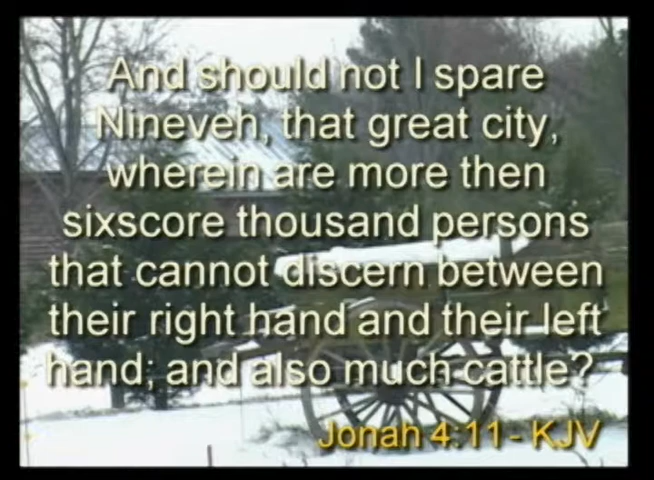 And should not I spare
Nineveh, that great city,
wherein are more then
sixscore thousand persons
that cannot discern between
their right hand and their left
hand; and also much cattle?
Jonah 4:11 - KJV